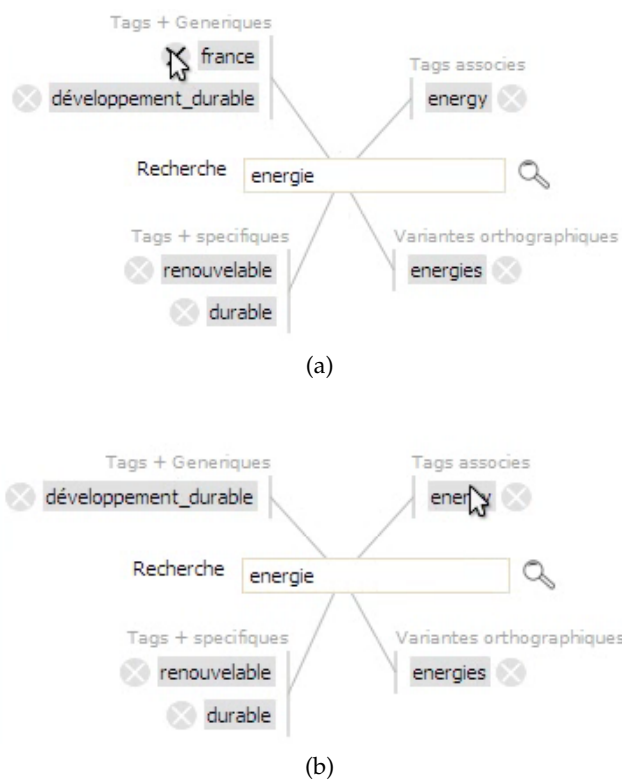 Tags + Generiques
france
Tags associes
développement_durable
energy
Recherche
energie
Tags + specifiques
Variantes orthographiques
renouvelable
energies
durable
(a)
Tags + Generiques
Tags associes
développement_durable
energy
Recherche
energie
Tags + specifiques
Variantes orthographiques
renouvelable
energies
durable
(b)